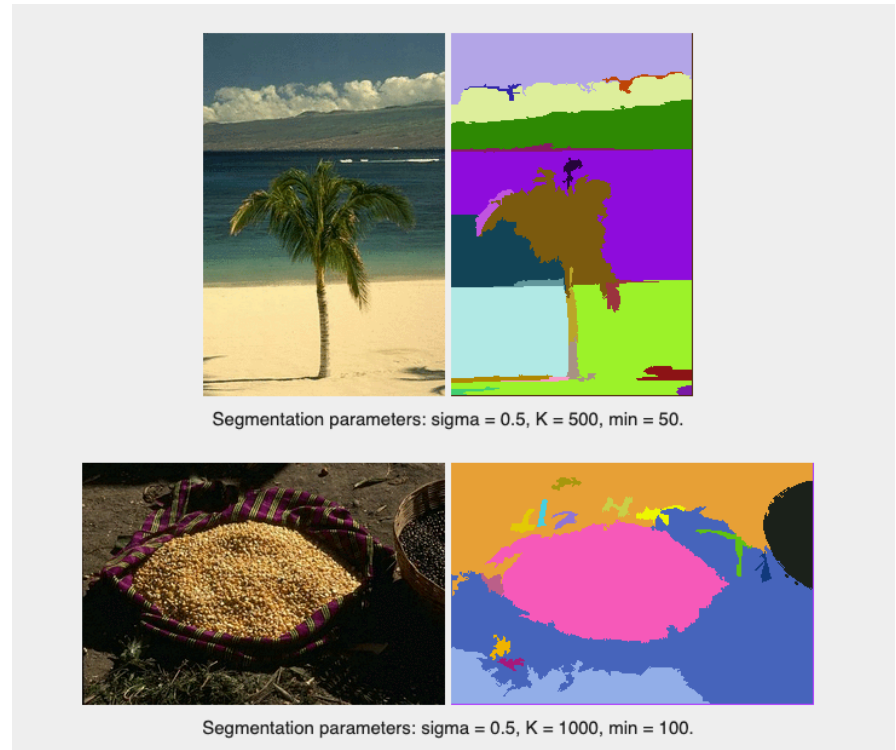 Segmentation parameters: sigma = 0.5, K = 500, min = 50.
Segmentation parameters: sigma = 0.5, K = 1000, min = 100.